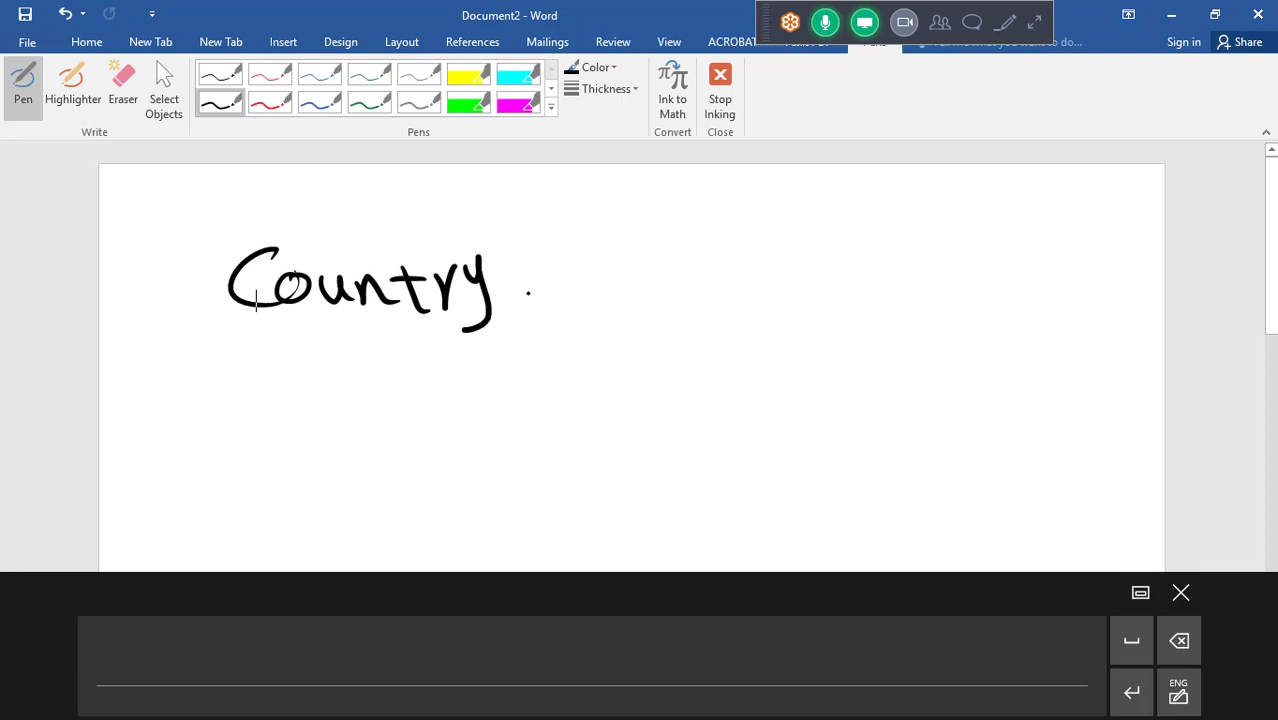 Document2 - Word
File Home New Tab New Tab Insert Design Layout References Mailings Review View ACROBAT Sign in Share
Pen Highlighter Eraser Select Objects Color Thickness Ink to Math Stop Inking
Write Pens Convert Close
Country .
ENG